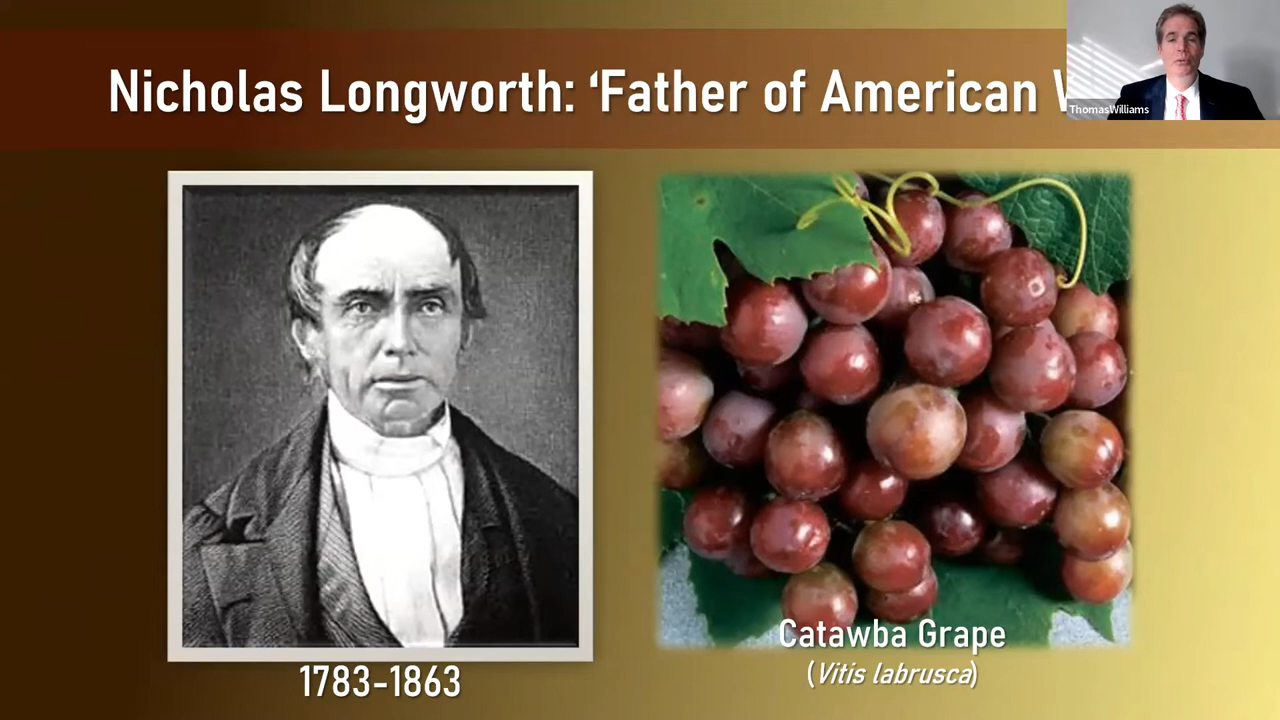 Nicholas Longworth: ‘Father of American
ThomasWilliams
1783-1863
Catawba Grape
(Vitis labrusca)